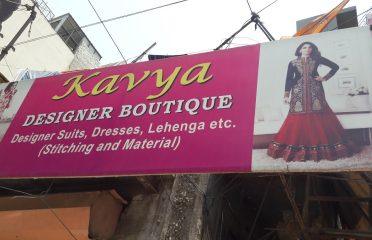 Kavya
DESIGNER BOUTIQUE
Designer Suits, Dresses, Lehenga etc.
(Stitching and Material)